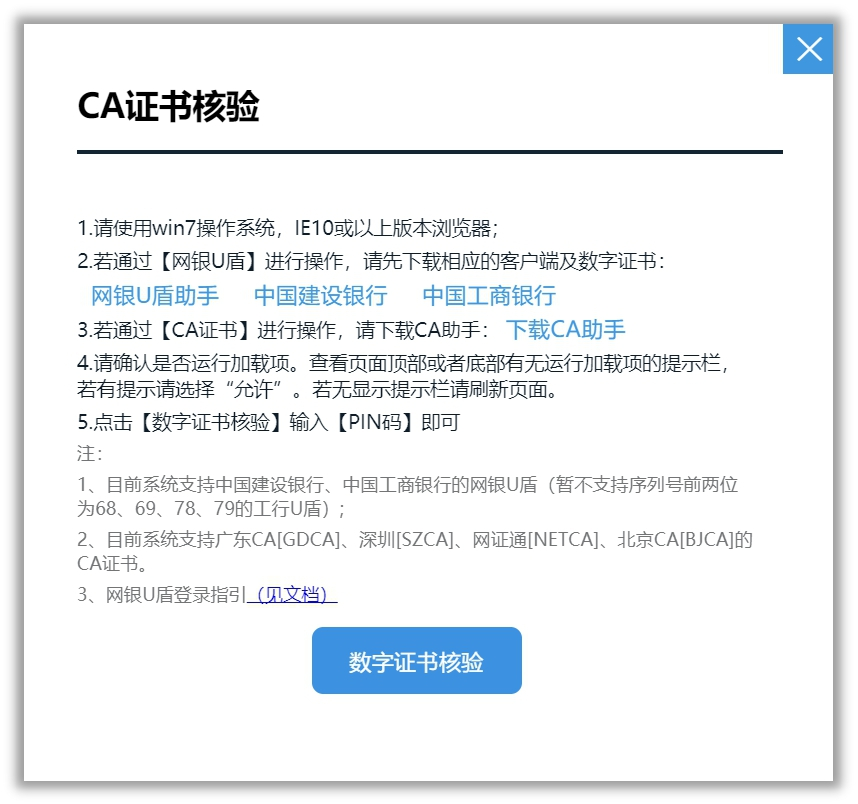 CA证书核验
1.请使用win7操作系统，IE10或以上版本浏览器；
2.若通过【网银U盾】进行操作，请先下载相应的客户端及数字证书：
网银U盾助手 中国建设银行 中国工商银行
3.若通过【CA证书】进行操作，请下载CA助手： 下载CA助手
4.请确认是否运行加载项。查看页面顶部或者底部有无运行加载项的提示栏，
若有提示请选择“允许”。若无显示提示栏请刷新页面。
5.点击【数字证书核验】输入【PIN码】即可
注：
1、目前系统支持中国建设银行、中国工商银行的网银U盾（暂不支持序列号前两位
为68、69、78、79的工行U盾）；
2、目前系统支持广东CA[GDCA]、深圳[SZCA]、网证通[NETCA]、北京CA[BJCA]的
CA证书。
3、网银U盾登录指引（见文档）
数字证书核验